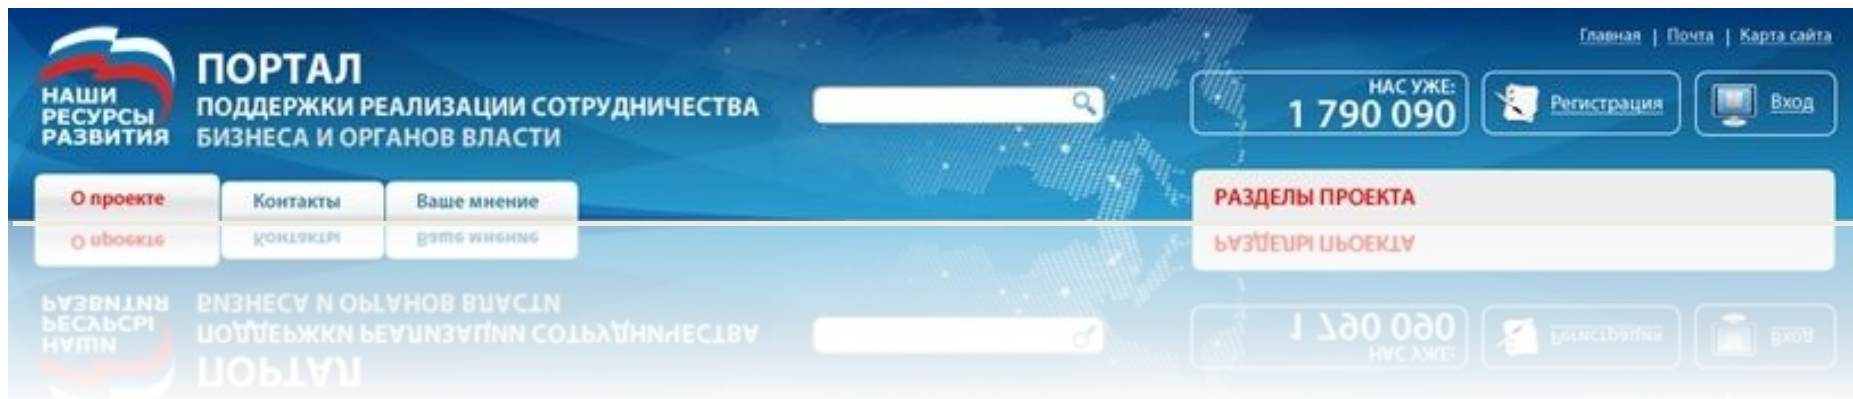 Главная | Почта | Карта сайта
НАШИ
РЕСУРСЫ
РАЗВИТИЯ
ПОРТАЛ
ПОДДЕРЖКИ РЕАЛИЗАЦИИ СОТРУДНИЧЕСТВА
БИЗНЕСА И ОРГАНОВ ВЛАСТИ
НАС УЖЕ:
1 790 090
Регистрация
Вход
О проекте
Контакты
Ваше мнение
РАЗДЕЛЫ ПРОЕКТА